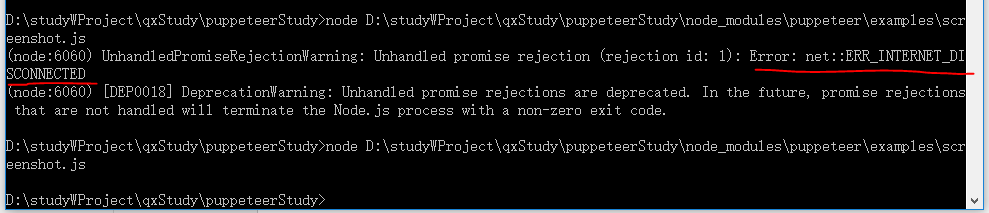 D:\studyWProject\qxStudy\puppeteerStudy>node D:\studyWProject\qxStudy\puppeteerStudy\node_modules\puppeteer\examples\scr
eenshot.js
(node:6060) UnhandledPromiseRejectionWarning: Unhandled promise rejection (rejection id: 1): Error: net::ERR_INTERNET_DI
SCONNECTED
(node:6060) [DEP0018] DeprecationWarning: Unhandled promise rejections are deprecated. In the future, promise rejections
 that are not handled will terminate the Node.js process with a non-zero exit code.
D:\studyWProject\qxStudy\puppeteerStudy>node D:\studyWProject\qxStudy\puppeteerStudy\node_modules\puppeteer\examples\scr
eenshot.js
D:\studyWProject\qxStudy\puppeteerStudy>